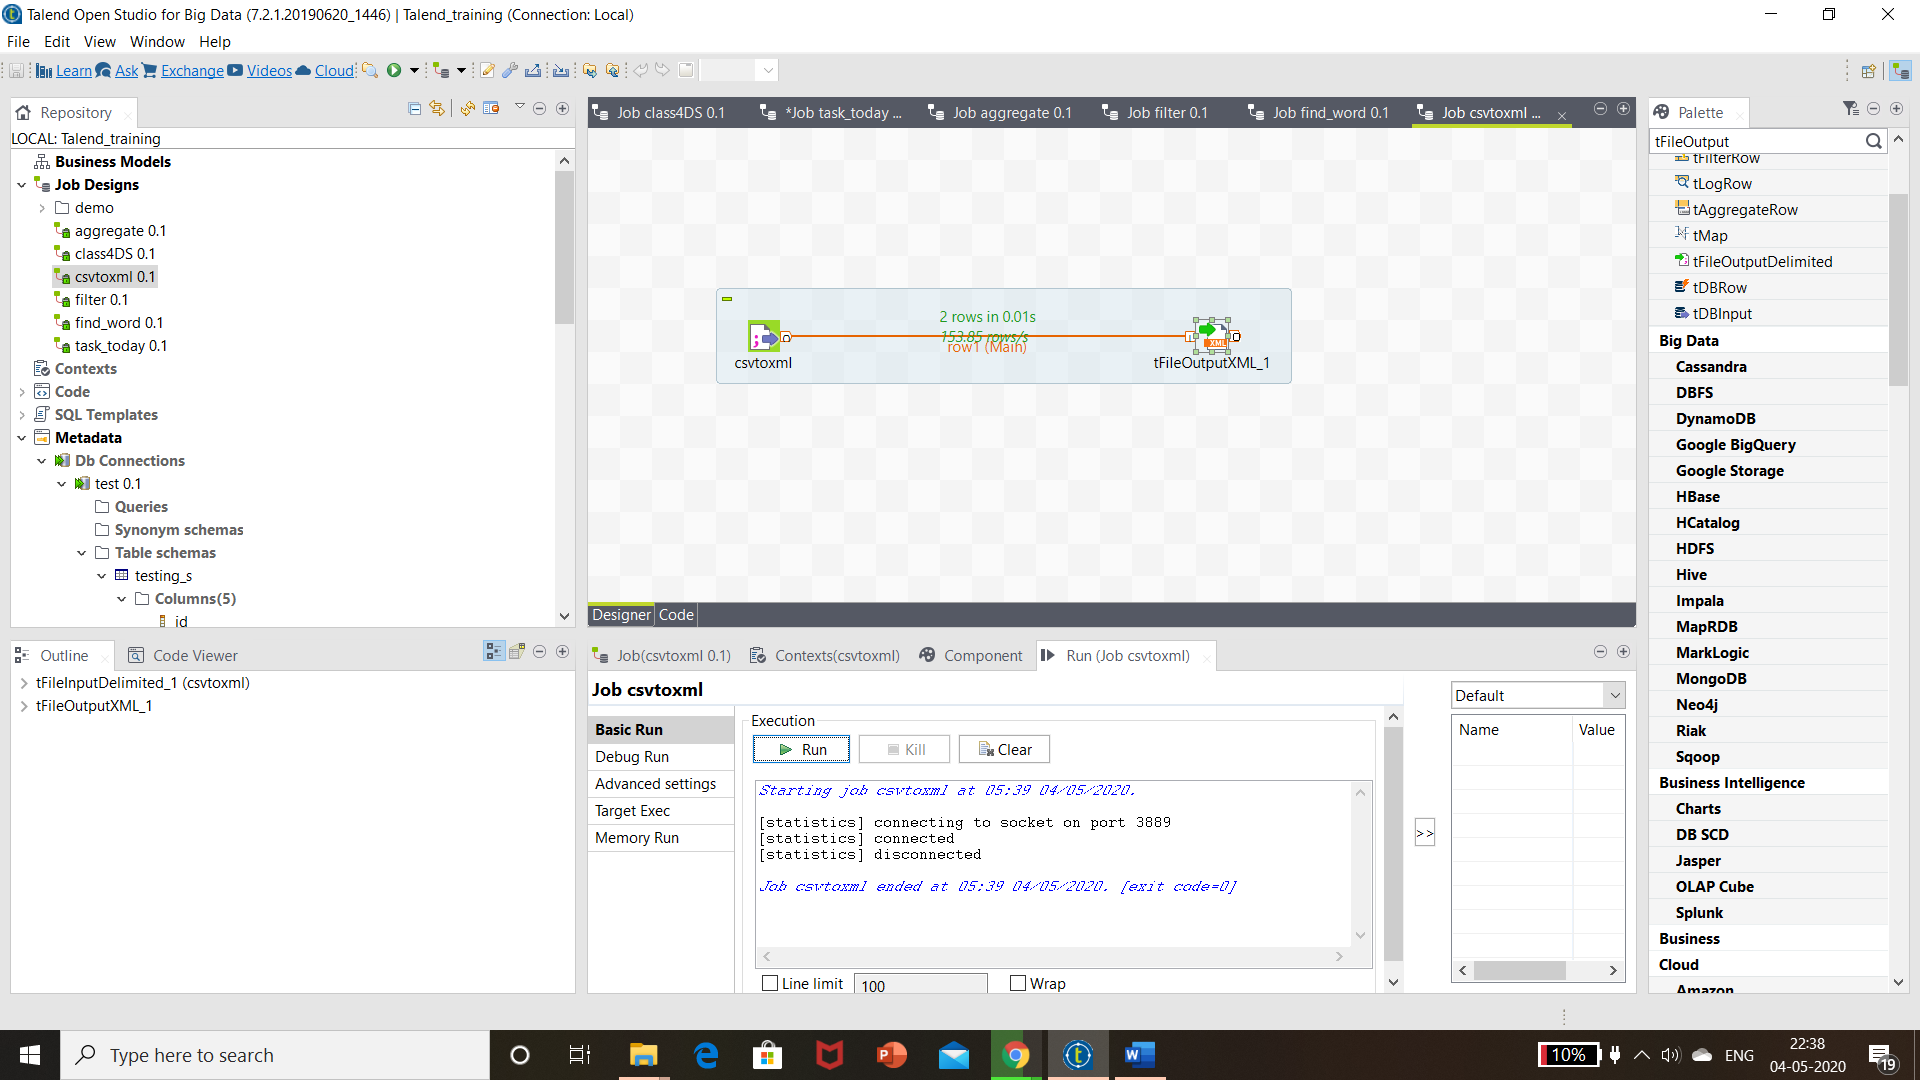 Talend Open Studio for Big Data (7.2.1.20190620_1446) | Talend_training (Connection: Local)
File Edit View Window Help
Learn Ask Exchange Videos Cloud
Repository
LOCAL: Talend_training
Business Models
Job Designs
demo
aggregate 0.1
class4DS 0.1
csvtoxml 0.1
filter 0.1
find_word 0.1
task_today 0.1
Contexts
Code
SQL Templates
Metadata
Db Connections
test 0.1
Queries
Synonym schemas
Table schemas
testing_s
Columns(5)
id
Job class4DS 0.1 *Job task_today ... Job aggregate 0.1 Job filter 0.1 Job find_word 0.1 Job csvtoxml ...
2 rows in 0.01s
153.85 rows/s
row1 (Main)
csvtoxml
XML
tFileOutputXML_1
Designer Code
Palette
tFileOutput
tFilterRow
tLogRow
tAggregateRow
tMap
tFileOutputDelimited
tDBRow
tDBInput
Big Data
Cassandra
DBFS
DynamoDB
Google BigQuery
Google Storage
HBase
HCatalog
HDFS
Hive
Impala
MapRDB
MarkLogic
MongoDB
Neo4j
Riak
Sqoop
Business Intelligence
Charts
DB SCD
Jasper
OLAP Cube
Splunk
Business
Cloud
Amazon
Outline Code Viewer
tFileInputDelimited_1 (csvtoxml)
tFileOutputXML_1
Job(csvtoxml 0.1) Contexts(csvtoxml) Component Run (Job csvtoxml)
Job csvtoxml
Basic Run
Debug Run
Advanced settings
Target Exec
Memory Run
Execution
Run Kill Clear
Starting job csvtoxml at 05:39 04/05/2020.
[statistics] connecting to socket on port 3889
[statistics] connected
[statistics] disconnected
Job csvtoxml ended at 05:39 04/05/2020. [exit code=0]
Line limit 100 Wrap
>>
Default
Name Value
Type here to search
10%
ENG
22:38
04-05-2020
19